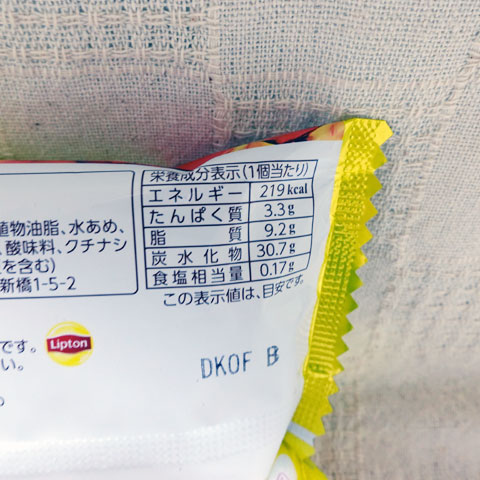 栄養成分表示(1個当たり)
エネルギー 219kcal
たんぱく質 3.3g
脂質 9.2g
炭水化物 30.7g
食塩相当量 0.17g
この表示値は、目安です。
植物油脂、水あめ、
、酸味料、クチナシ
を含む)
新橋1-5-2
です。
Lipton
い。
DKOF B